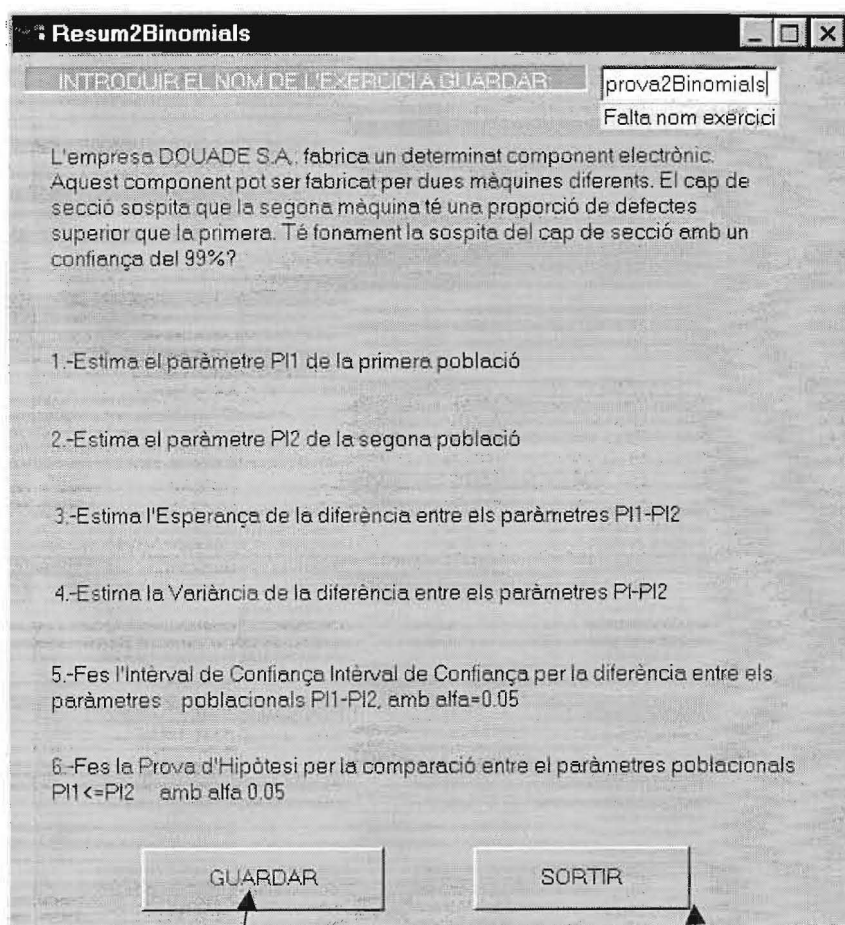 Resum2Binomials
INTRODUIR EL NOM DE L'EXERCICI A GUARDAR:
prova2Binomials
Falta nom exercici
L'empresa DOUADE S.A. fabrica un determinat component electrònic.
Aquest component pot ser fabricat per dues màquines diferents. El cap de
secció sospita que la segona màquina té una proporció de defectes
superior que la primera. Té fonament la sospita del cap de secció amb un
confiança del 99%?
1.-Estima el paràmetre PI1 de la primera població
2.-Estima el paràmetre PI2 de la segona població
3.-Estima l'Esperança de la diferència entre els paràmetres PI1-PI2
4.-Estima la Variància de la diferència entre els paràmetres PI-PI2
5.-Fes l'Intèrval de Confiança Intèrval de Confiança per la diferència entre els
paràmetres poblacionals PI1-PI2, amb alfa=0.05
6.-Fes la Prova d'Hipòtesi per la comparació entre el paràmetres poblacionals
PI1<=PI2 amb alfa 0.05
GUARDAR
SORTIR